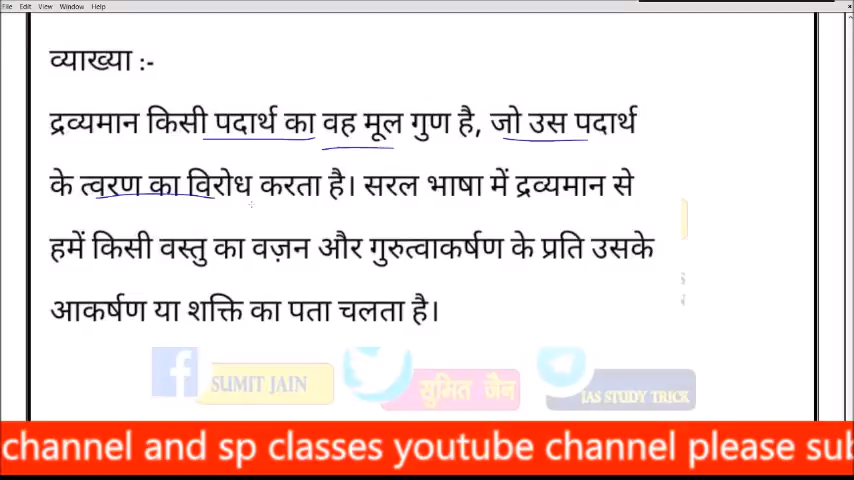 File Edit View Window Help
व्याख्या :-
द्रव्यमान किसी पदार्थ का वह मूल गुण है, जो उस पदार्थ
के त्वरण का विरोध करता है। सरल भाषा में द्रव्यमान से
हमें किसी वस्तु का वज़न और गुरुत्वाकर्षण के प्रति उसके
आकर्षण या शक्ति का पता चलता है।
SUMIT JAIN
सुमित जैन
IAS STUDY TRICK
channel and sp classes youtube channel please sub